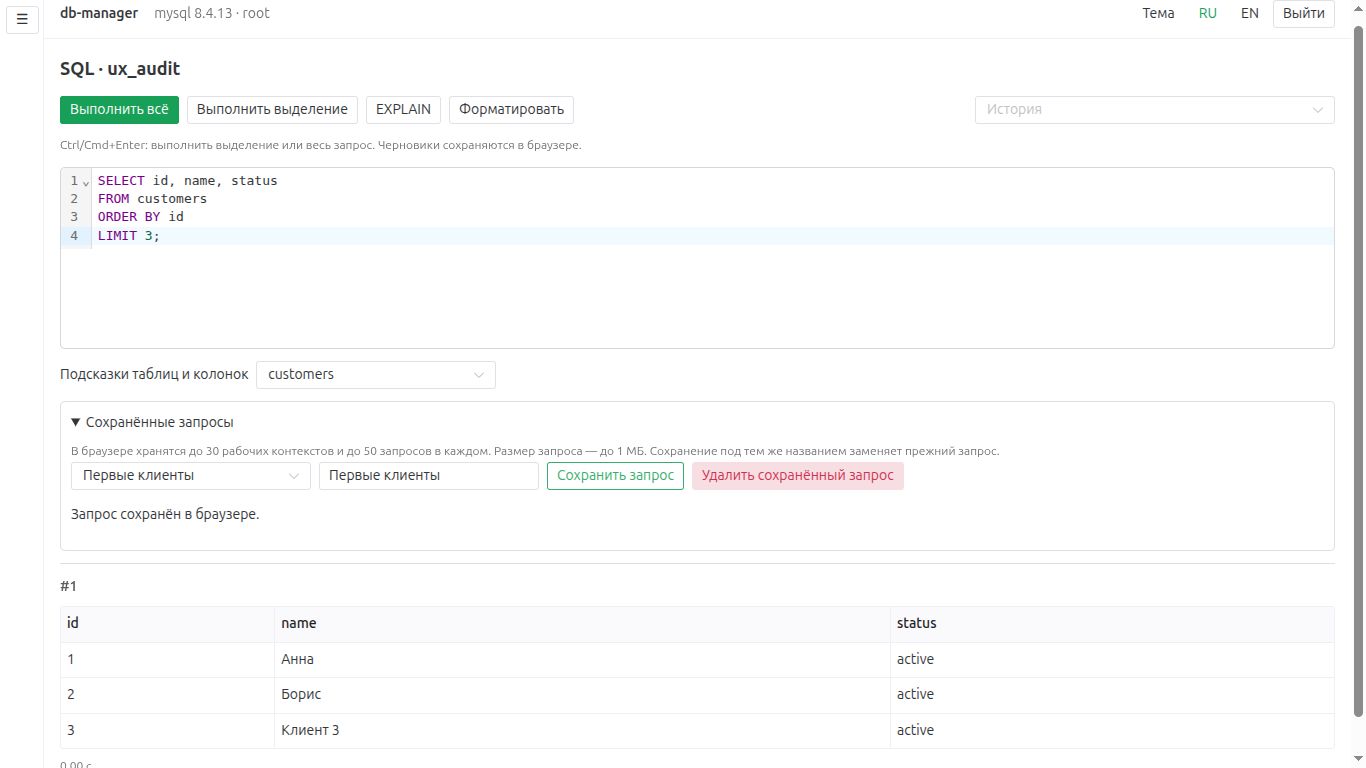 ☰ db-manager mysql 8.4.13 · root Тема RU EN Выйти
SQL · ux_audit
Выполнить всё Выполнить выделение EXPLAIN Форматировать История
Ctrl/Cmd+Enter: выполнить выделение или весь запрос. Черновики сохраняются в браузере.
1 SELECT id, name, status
2 FROM customers
3 ORDER BY id
4 LIMIT 3;
Подсказки таблиц и колонок customers
▼ Сохранённые запросы
В браузере хранятся до 30 рабочих контекстов и до 50 запросов в каждом. Размер запроса — до 1 МБ. Сохранение под тем же названием заменяет прежний запрос.
Первые клиенты Первые клиенты Сохранить запрос Удалить сохранённый запрос
Запрос сохранён в браузере.
#1
id name status
1 Анна active
2 Борис active
3 Клиент 3 active
0.00 с